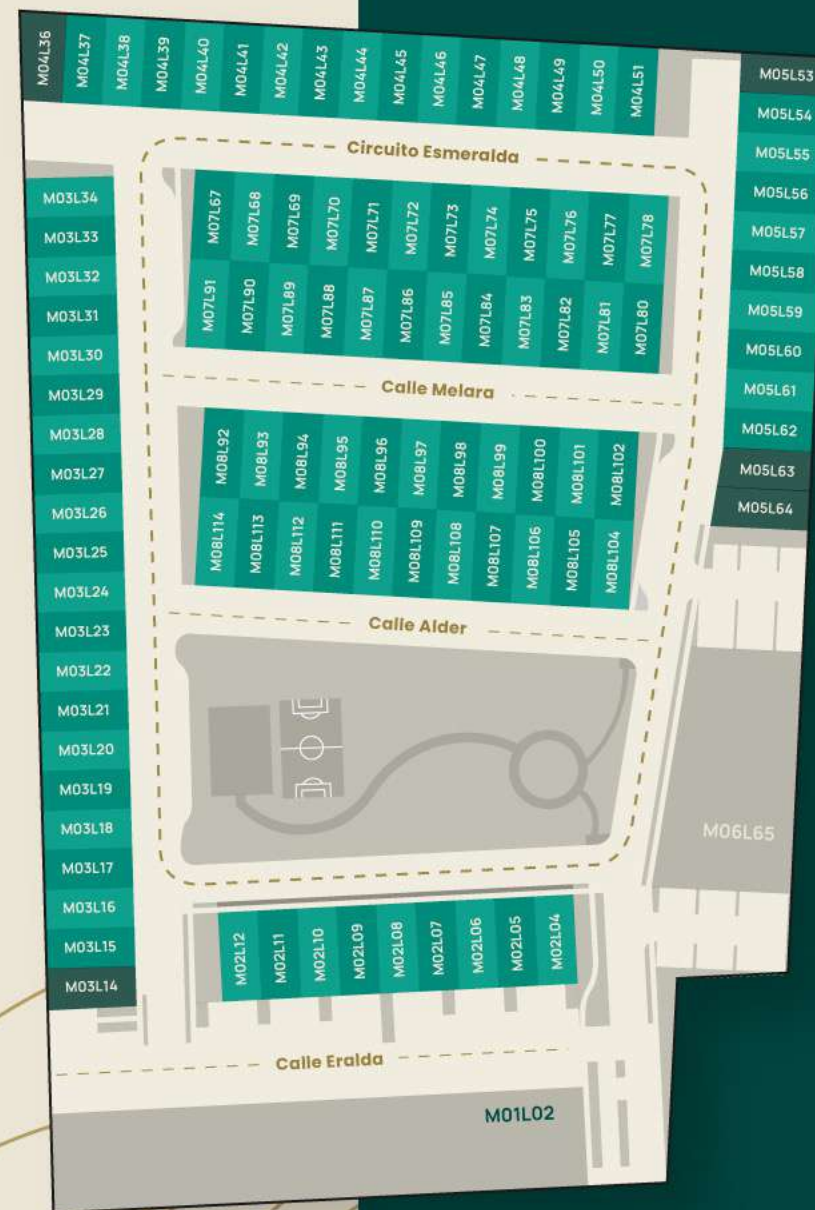 M04L36
M04L37
M04L38
M04L39
M04L40
M04L41
M04L42
M04L43
M04L44
M04L45
M04L46
M04L47
M04L48
M04L49
M04L50
M04L51
M05L53
M05L54
M05L55
M05L56
M05L57
M05L58
M05L59
M05L60
M05L61
M05L62
M05L63
M05L64
Circuito Esmeralda
M03L34
M03L33
M03L32
M03L31
M03L30
M03L29
M03L28
M03L27
M03L26
M03L25
M03L24
M03L23
M03L22
M03L21
M03L20
M03L19
M03L18
M03L17
M03L16
M03L15
M03L14
M07L67
M07L68
M07L69
M07L70
M07L71
M07L72
M07L73
M07L74
M07L75
M07L76
M07L77
M07L78
M07L91
M07L90
M07L89
M07L88
M07L87
M07L86
M07L85
M07L84
M07L83
M07L82
M07L81
M07L80
Calle Melara
M08L92
M08L93
M08L94
M08L95
M08L96
M08L97
M08L98
M08L99
M08L100
M08L101
M08L102
M08L114
M08L113
M08L112
M08L111
M08L110
M08L109
M08L108
M08L107
M08L106
M08L105
M08L104
Calle Alder
M06L65
M02L12
M02L11
M02L10
M02L09
M02L08
M02L07
M02L06
M02L05
M02L04
Calle Eralda
M01L02